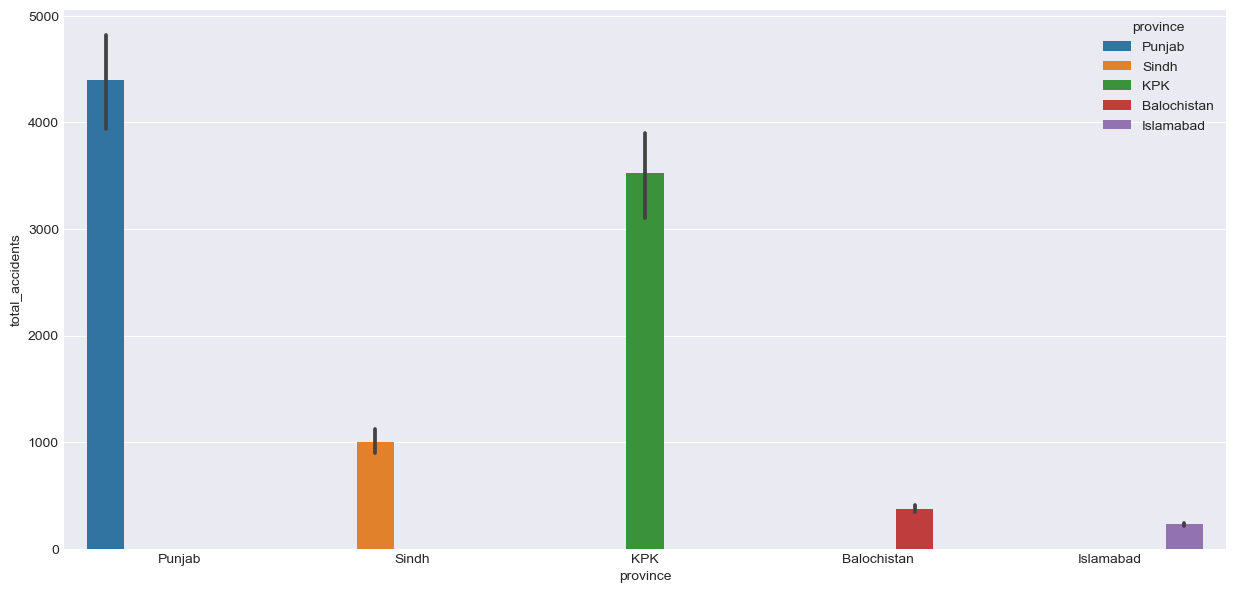 5000
4000
3000
2000
1000
0
total_accidents
province
Punjab
Sindh
KPK
Balochistan
Islamabad
Punjab Sindh KPK Balochistan Islamabad
province